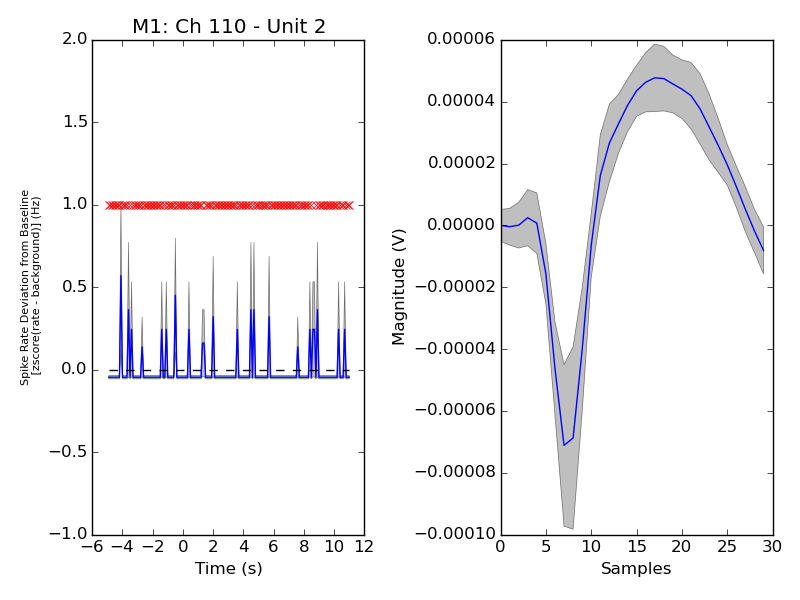 M1: Ch 110 - Unit 2
2.0
1.5
1.0
0.5
0.0
−0.5
−1.0
−6 −4 −2 0 2 4 6 8 10 12
Time (s)
Spike Rate Deviation from Baseline
[zscore(rate - background)] (Hz)
0.00006
0.00004
0.00002
0.00000
−0.00002
−0.00004
−0.00006
−0.00008
−0.00010
0 5 10 15 20 25 30
Samples
Magnitude (V)